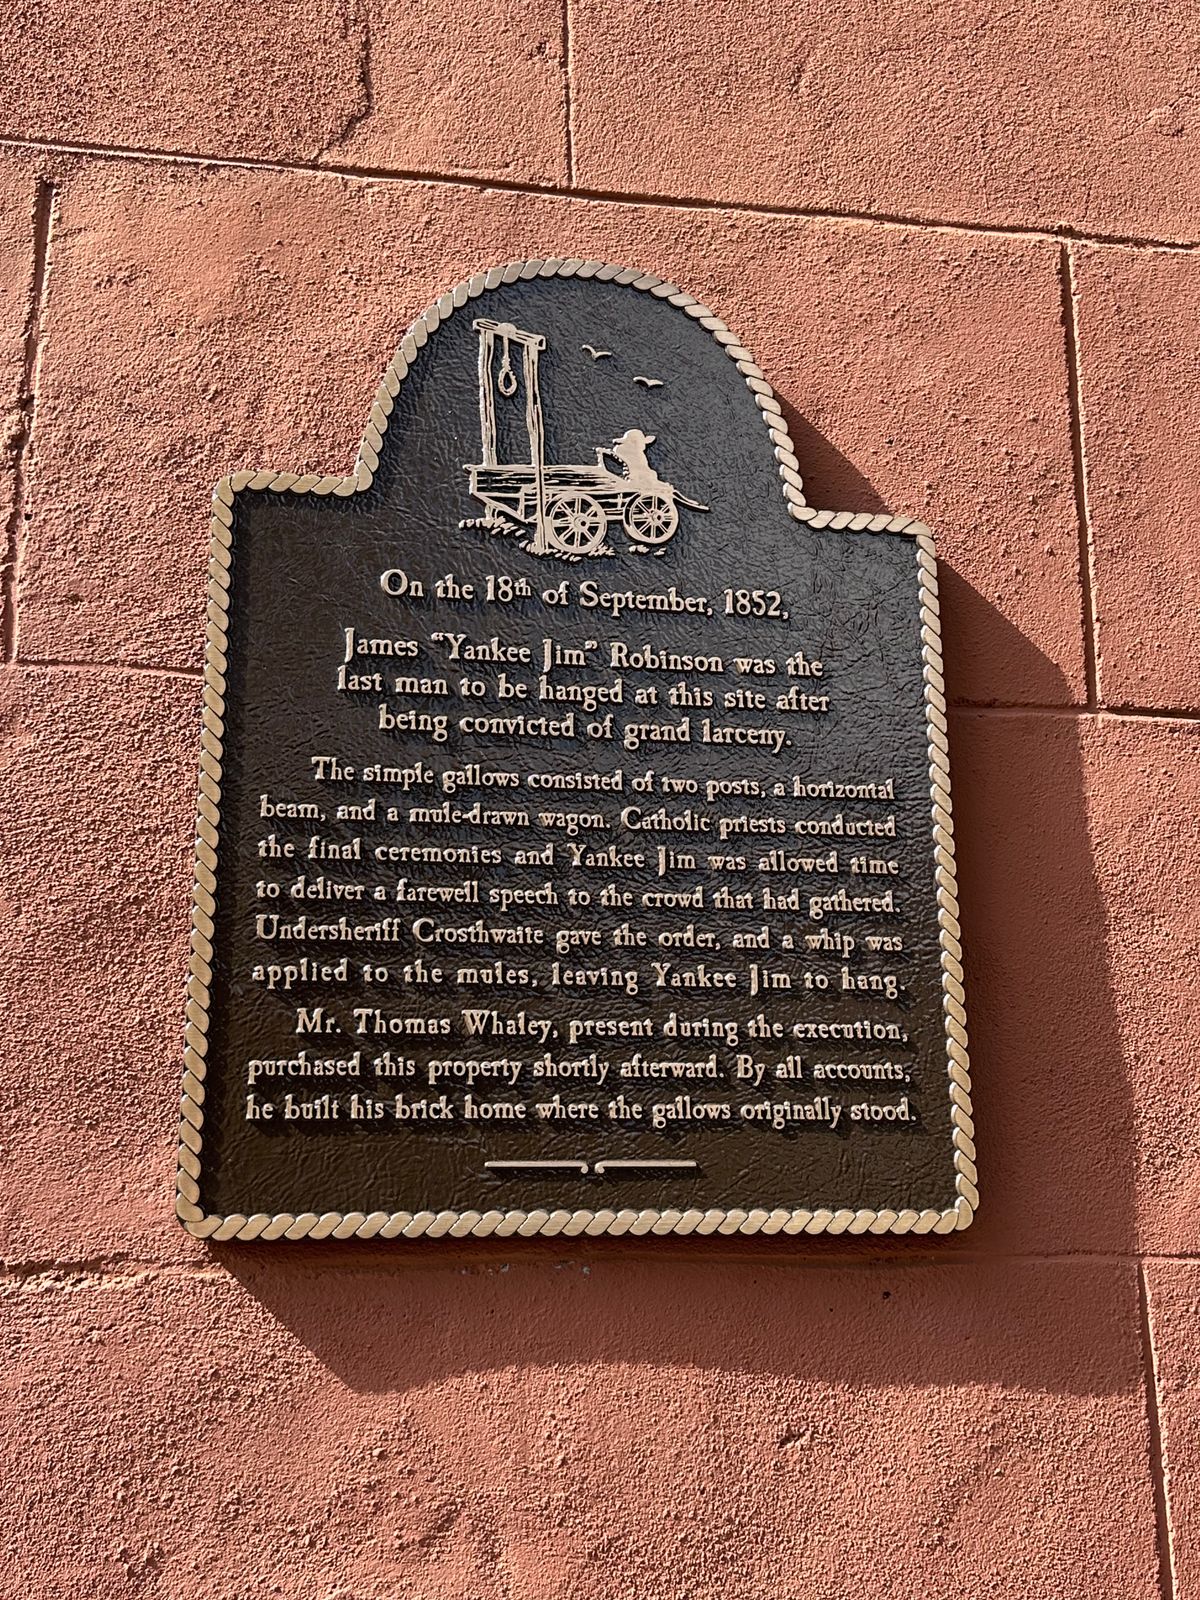 On the 18th of September, 1852,
James "Yankee Jim" Robinson was the
last man to be hanged at this site after
being convicted of grand larceny.
The simple gallows consisted of two posts, a horizontal
beam, and a mule-drawn wagon. Catholic priests conducted
the final ceremonies and Yankee Jim was allowed time
to deliver a farewell speech to the crowd that had gathered.
Undersheriff Crosthwaite gave the order, and a whip was
applied to the mules, leaving Yankee Jim to hang.
Mr. Thomas Whaley, present during the execution,
purchased this property shortly afterward. By all accounts,
he built his brick home where the gallows originally stood.